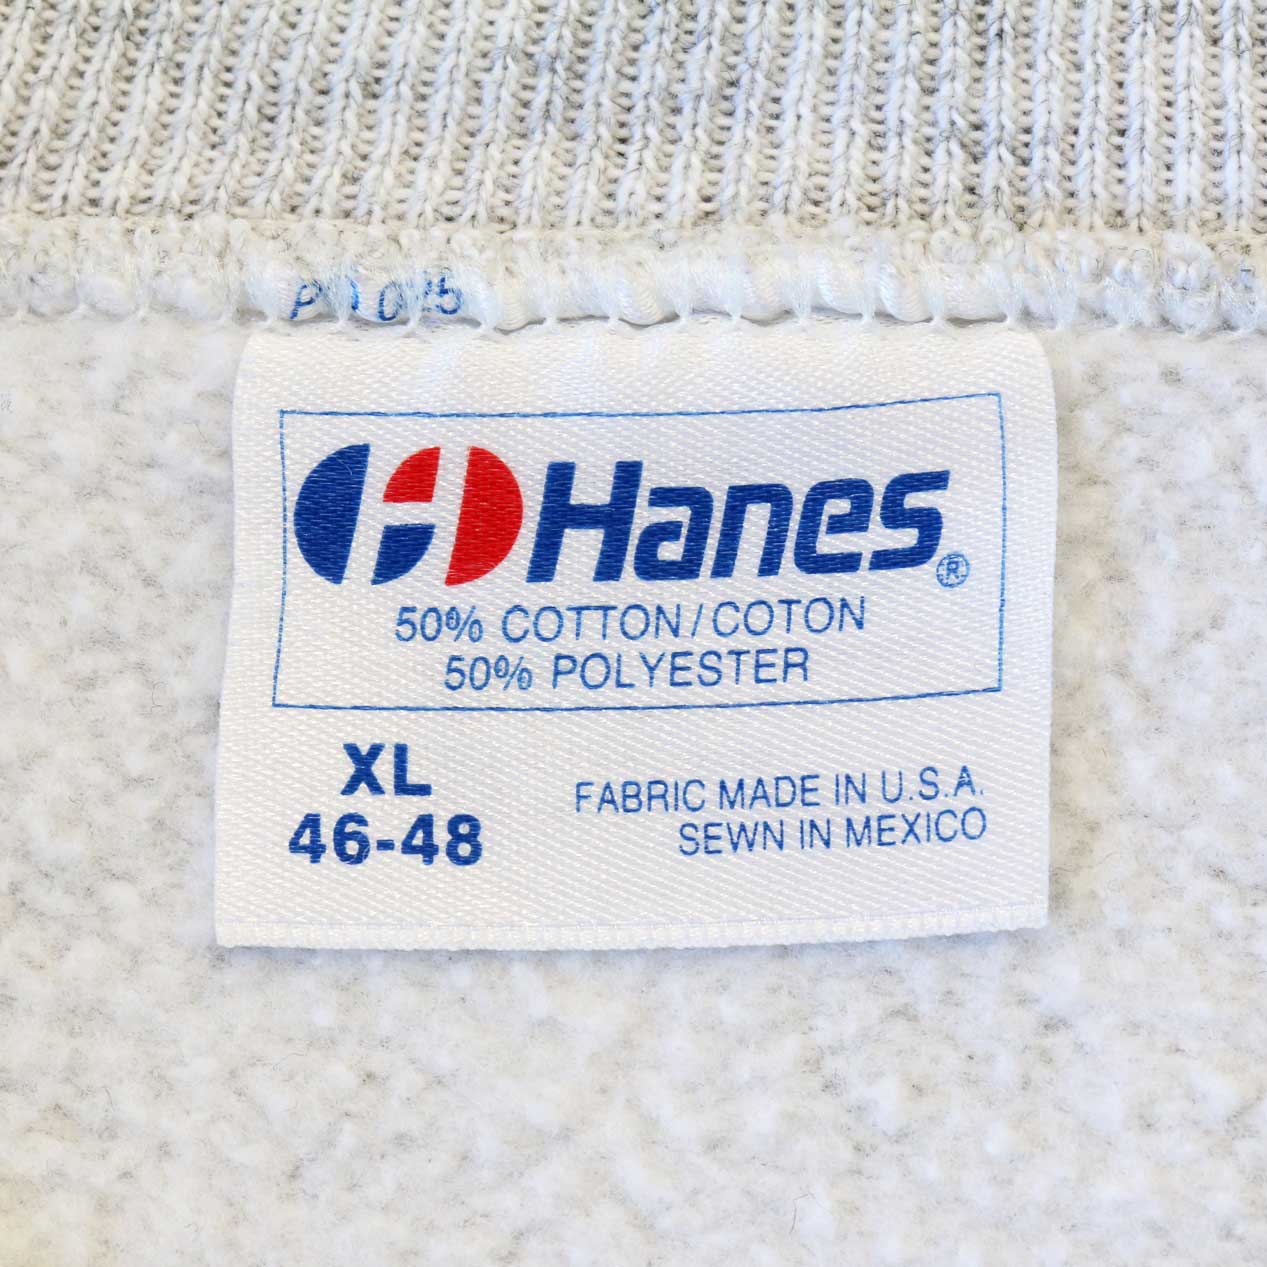 Hanes®
50% COTTON/COTON
50% POLYESTER
XL
46-48
FABRIC MADE IN U.S.A.
SEWN IN MEXICO